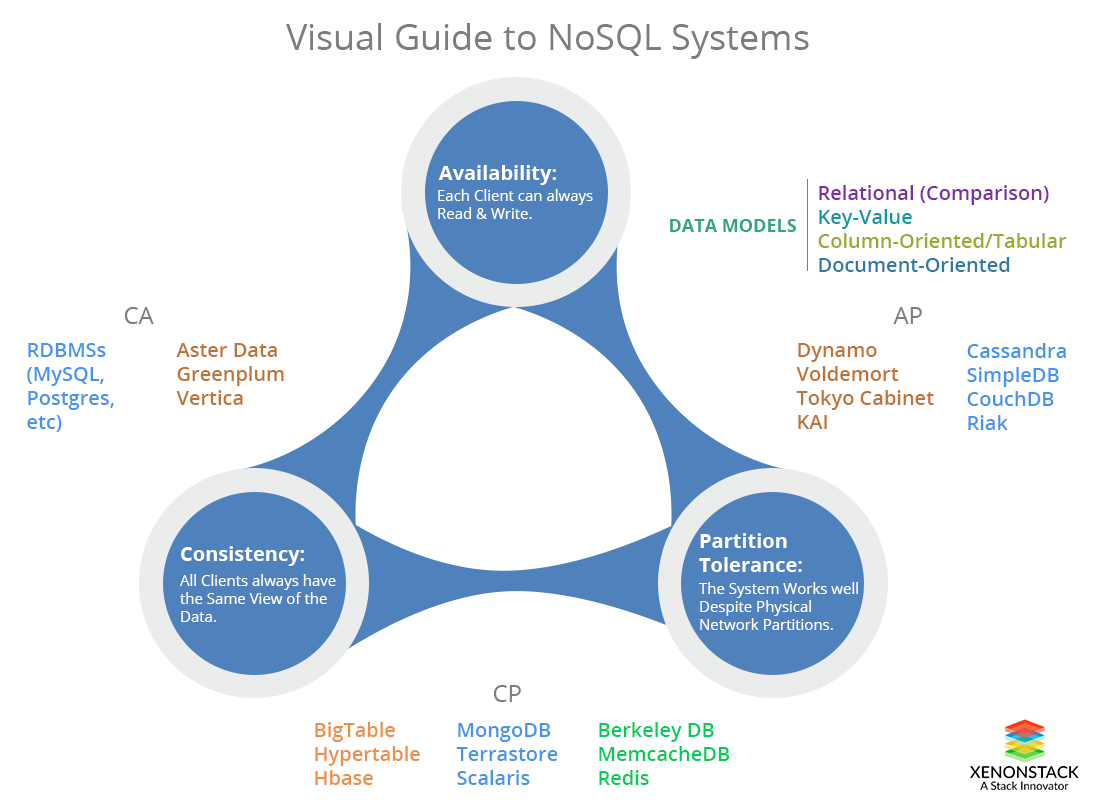 Visual Guide to NoSQL Systems
Availability:
Each Client can always
Read & Write.
DATA MODELS
Relational (Comparison)
Key-Value
Column-Oriented/Tabular
Document-Oriented
CA
RDBMSs
(MySQL,
Postgres,
etc)
Aster Data
Greenplum
Vertica
AP
Dynamo
Voldemort
Tokyo Cabinet
KAI
Cassandra
SimpleDB
CouchDB
Riak
Consistency:
All Clients always have
the Same View of the
Data.
Partition
Tolerance:
The System Works well
Despite Physical
Network Partitions.
CP
BigTable
Hypertable
Hbase
MongoDB
Terrastore
Scalaris
Berkeley DB
MemcacheDB
Redis
XENONSTACK
A Stack Innovator